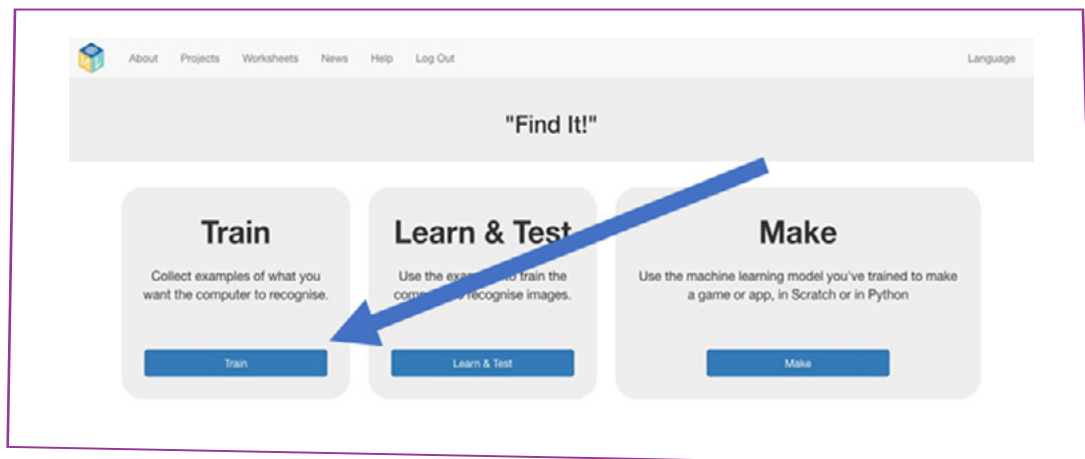 About Projects Worksheets News Help Log Out Language
"Find It!"
Train
Collect examples of what you
want the computer to recognise.
Train
Learn & Test
Use the to train the
recognise images.
Learn & Test
Make
Use the machine learning model you've trained to make
a game or app, in Scratch or in Python
Make